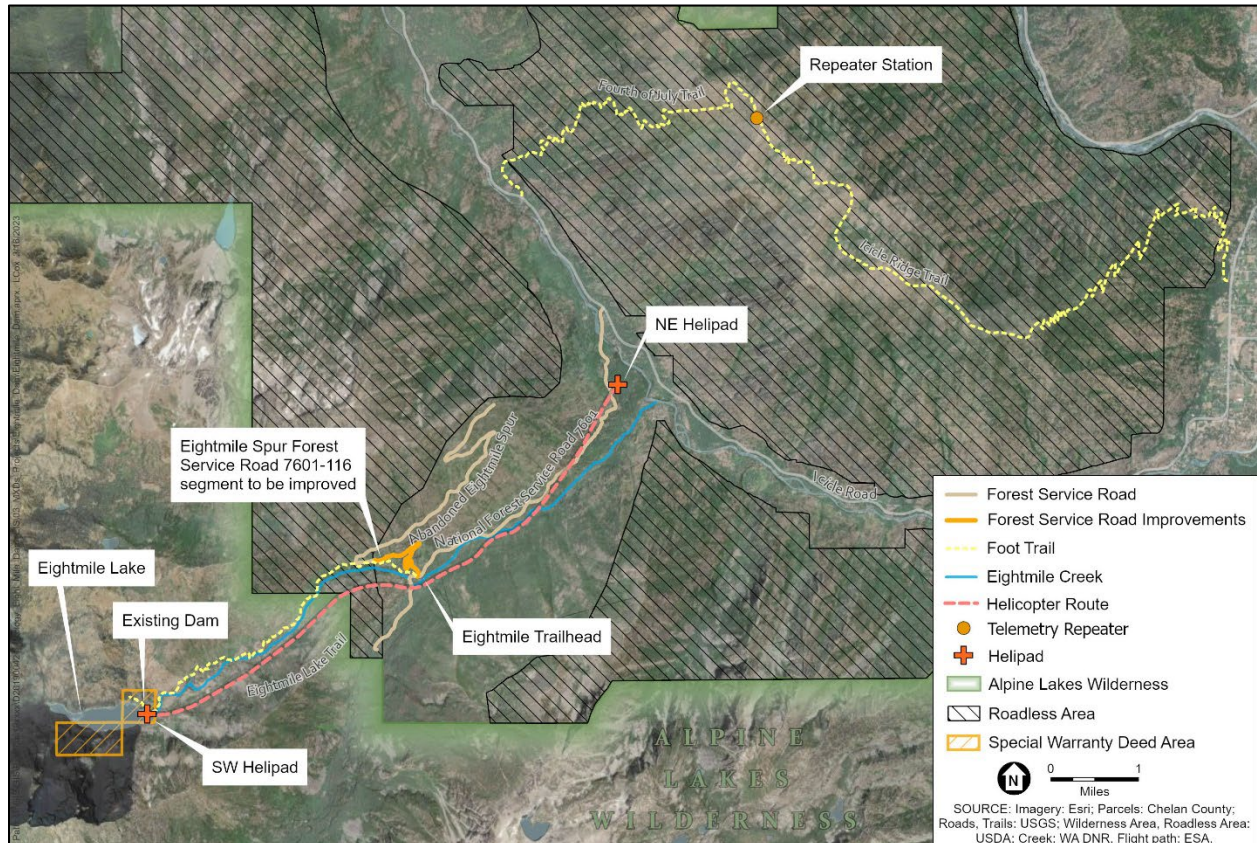 Repeater Station
Fourth of July Trail
Icicle Ridge Trail
NE Helipad
Eightmile Spur Forest
Service Road 7601-116
segment to be improved
Abandoned Eightmile Spur
National Forest Service Road 7601
Icicle Road
Eightmile Lake
Existing Dam
Eightmile Trailhead
Eightmile Lake Trail
SW Helipad
ALPINE
LAKES
WILDERNESS
Forest Service Road
Forest Service Road Improvements
Foot Trail
Eightmile Creek
Helicopter Route
Telemetry Repeater
Helipad
Alpine Lakes Wilderness
Roadless Area
Special Warranty Deed Area
N
0 1
Miles
SOURCE: Imagery: Esri; Parcels: Chelan County;
Roads, Trails: USGS; Wilderness Area, Roadless Area:
USDA; Creek: WA DNR, Flight path: ESA.